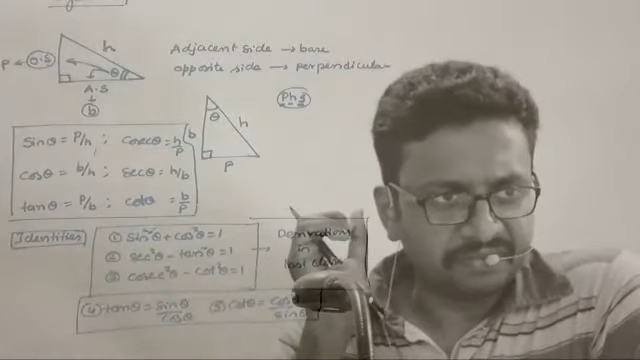 h
P ← O.S
θ
A.S
b
Adjacent side → base
opposite side → perpendicular
Phy
θ
h
b
P
sinθ = P/h ; cosecθ = h/P
cosθ = b/h ; secθ = h/b
tanθ = P/b ; cotθ = b/P
Identities
① sin²θ + cos²θ = 1
② sec²θ - tan²θ = 1
③ cosec²θ - cot²θ = 1
→ Derivations
in
last class
(4) tanθ = sinθ/cosθ (5) cotθ = cosθ/sinθ